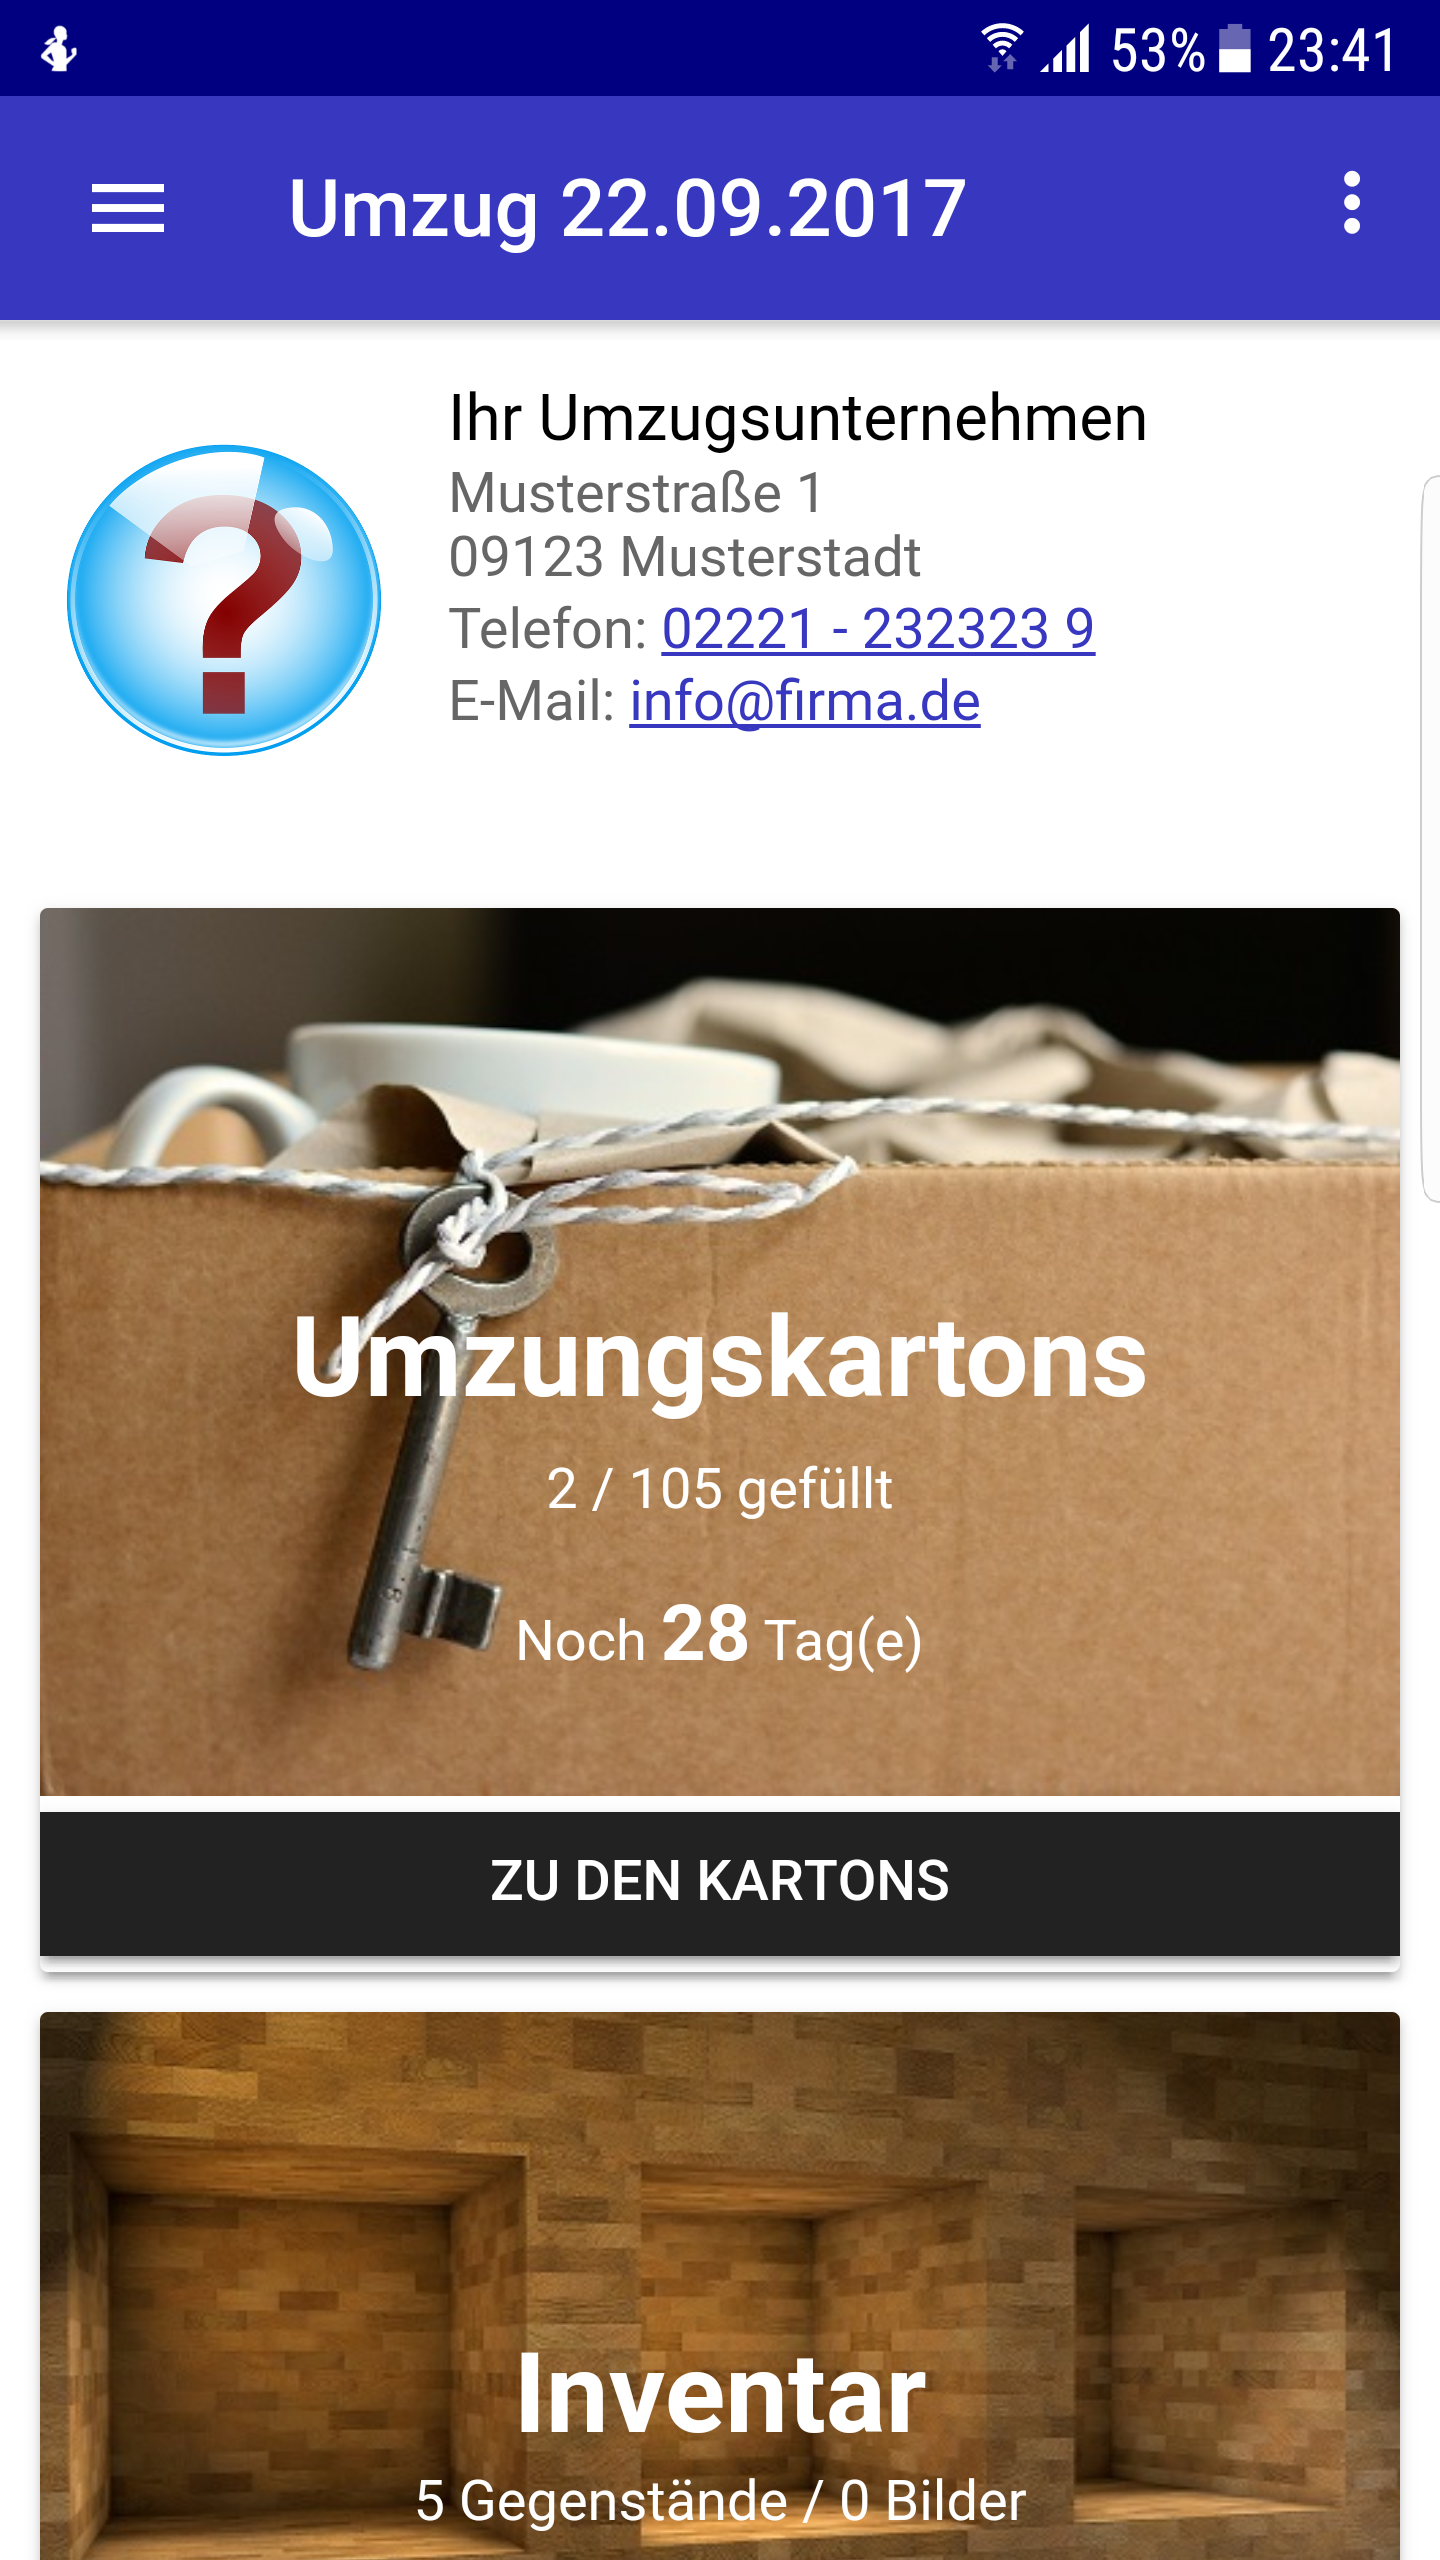 53% 23:41
Umzug 22.09.2017
Ihr Umzugsunternehmen
Musterstraße 1
09123 Musterstadt
Telefon: 02221 - 232323 9
E-Mail: info@firma.de
Umzungskartons
2 / 105 gefüllt
Noch 28 Tag(e)
ZU DEN KARTONS
Inventar
5 Gegenstände / 0 Bilder